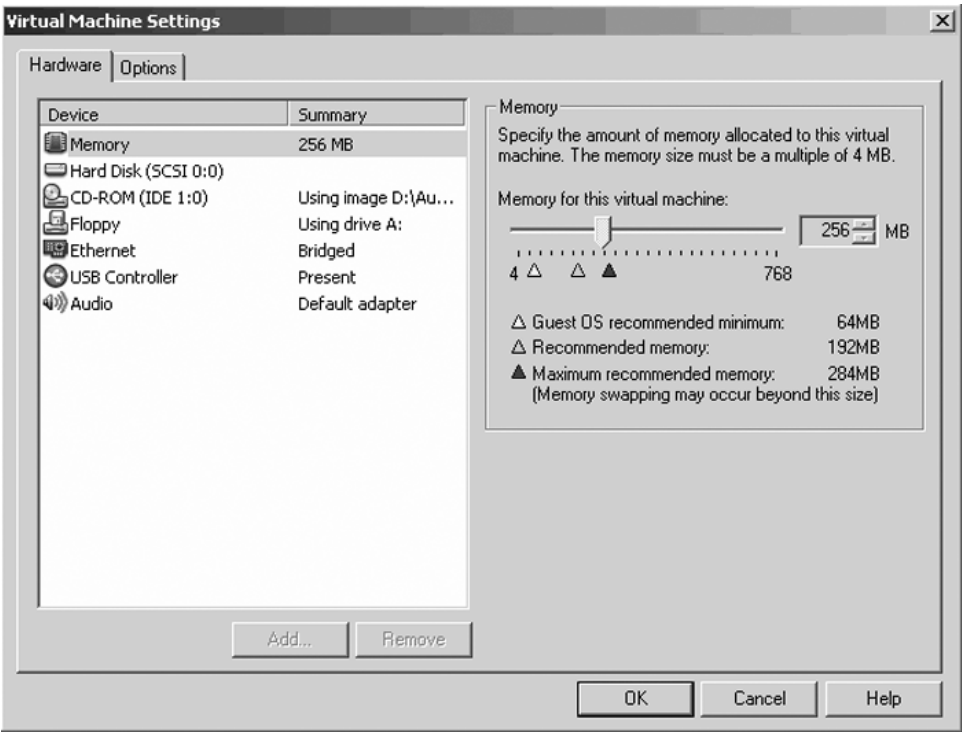 Virtual Machine Settings
Hardware Options
Device Summary
Memory 256 MB
Hard Disk (SCSI 0:0)
CD-ROM (IDE 1:0) Using image D:\Au...
Floppy Using drive A:
Ethernet Bridged
USB Controller Present
Audio Default adapter
Add... Remove
Memory
Specify the amount of memory allocated to this virtual
machine. The memory size must be a multiple of 4 MB.
Memory for this virtual machine:
256 MB
4 768
Guest OS recommended minimum: 64MB
Recommended memory: 192MB
Maximum recommended memory: 284MB
(Memory swapping may occur beyond this size)
OK Cancel Help